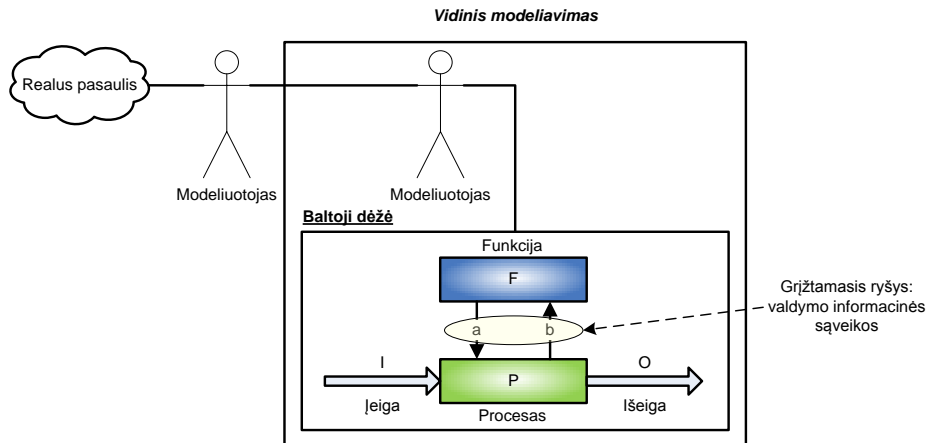 Vidinis modeliavimas
Realus pasaulis
Modeliuotojas
Modeliuotojas
Baltoji dėžė
Funkcija
F
Grįžtamasis ryšys:
valdymo informacinės
sąveikos
a
b
I
P
O
Įeiga
Procesas
Išeiga